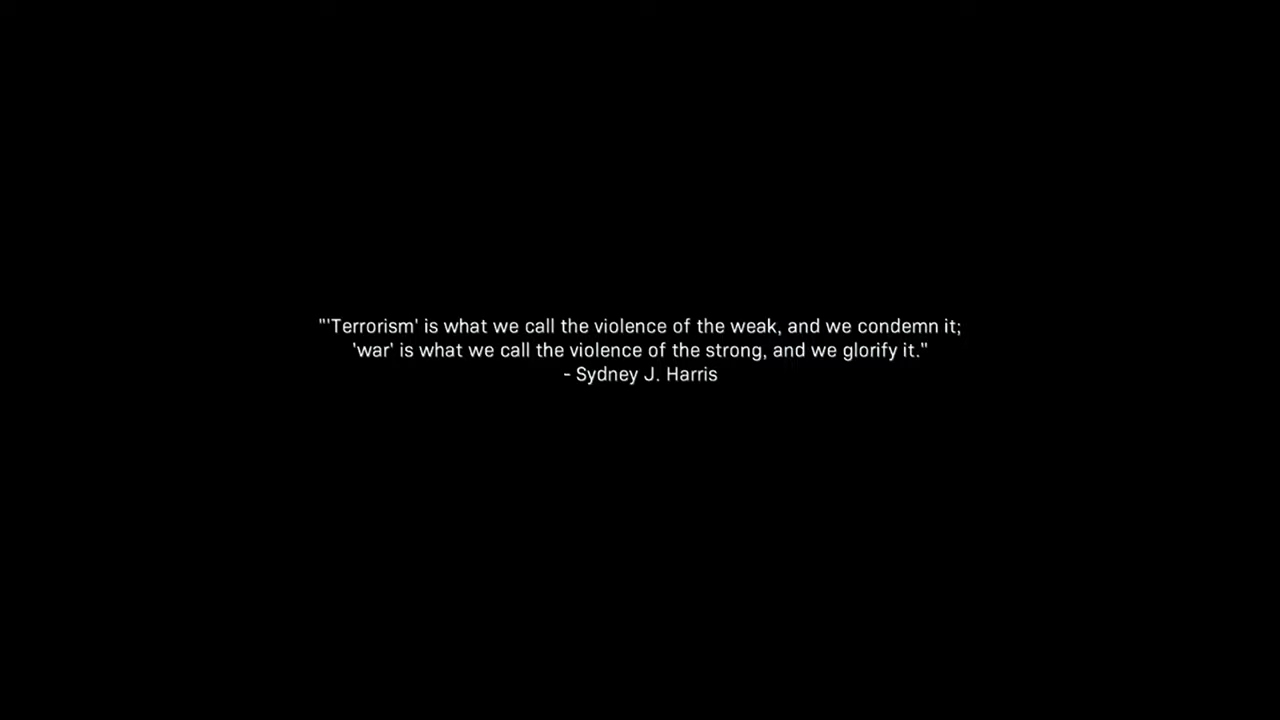 "'Terrorism' is what we call the violence of the weak, and we condemn it;
'war' is what we call the violence of the strong, and we glorify it."
- Sydney J. Harris